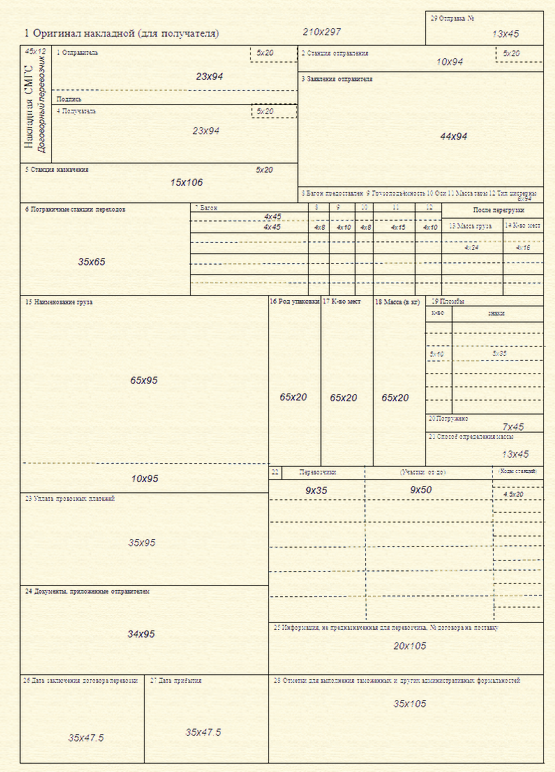 29 Отправка №
1 Оригинал накладной (для получателя)
210x297
13x45
45x12
Накладная СМГС
Договорный перевозчик
1 Отправитель
5x20
23x94
Подпись
2 Станция отправления
5x20
10x94
3 Заявления отправителя
44x94
4 Получатель
5x20
23x94
5 Станция назначения
5x20
15x106
8 Вагон предоставлен 9 Грузоподъёмность 10 Оси 11 Масса тары 12 Тип цистерны
6 Пограничные станции переходов
35x65
7 Вагон
8
9
10
11
12
После перегрузки
4x45
4x45
4x8
4x10
4x8
4x15
4x10
13 Масса груза
14 К-во мест
4x24
4x16
15 Наименование груза
65x95
10x95
16 Род упаковки
17 К-во мест
18 Масса (в кг)
65x20
65x20
65x20
19 Пломбы
к-во
знаки
5x10
5x35
20 Погружено
7x45
21 Способ определения массы
13x45
22
Перевозчики
(Участки от до)
(Коды станций)
9x35
9x50
4.5x20
23 Уплата провозных платежей
35x95
24 Документы, приложенные отправителем
34x95
25 Информация, не предназначенная для перевозчика, № договора на поставку
20x105
26 Дата заключения договора перевозки
35x47.5
27 Дата прибытия
35x47.5
28 Отметки для выполнения таможенных и других административных формальностей
35x105